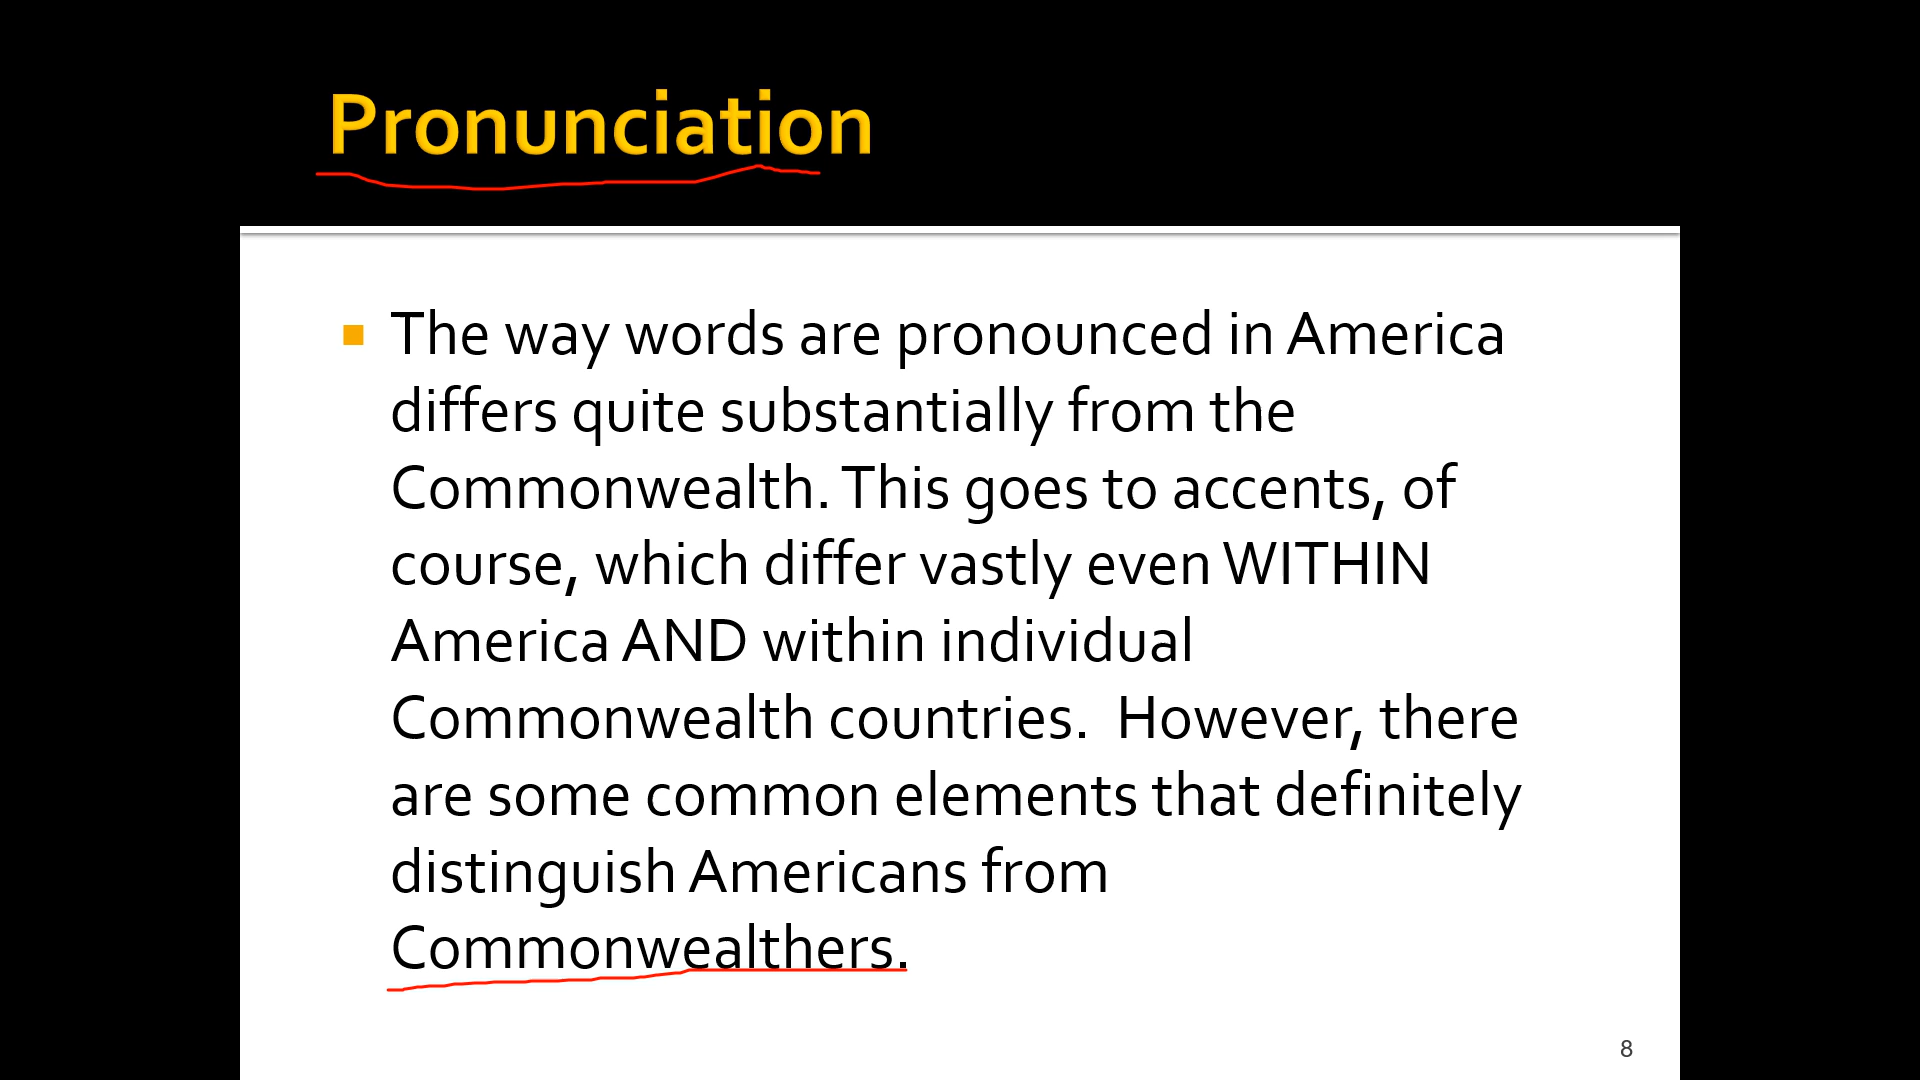 Pronunciation
The way words are pronounced in America
differs quite substantially from the
Commonwealth. This goes to accents, of
course, which differ vastly even WITHIN
America AND within individual
Commonwealth countries.  However, there
are some common elements that definitely
distinguish Americans from
Commonwealthers.
8